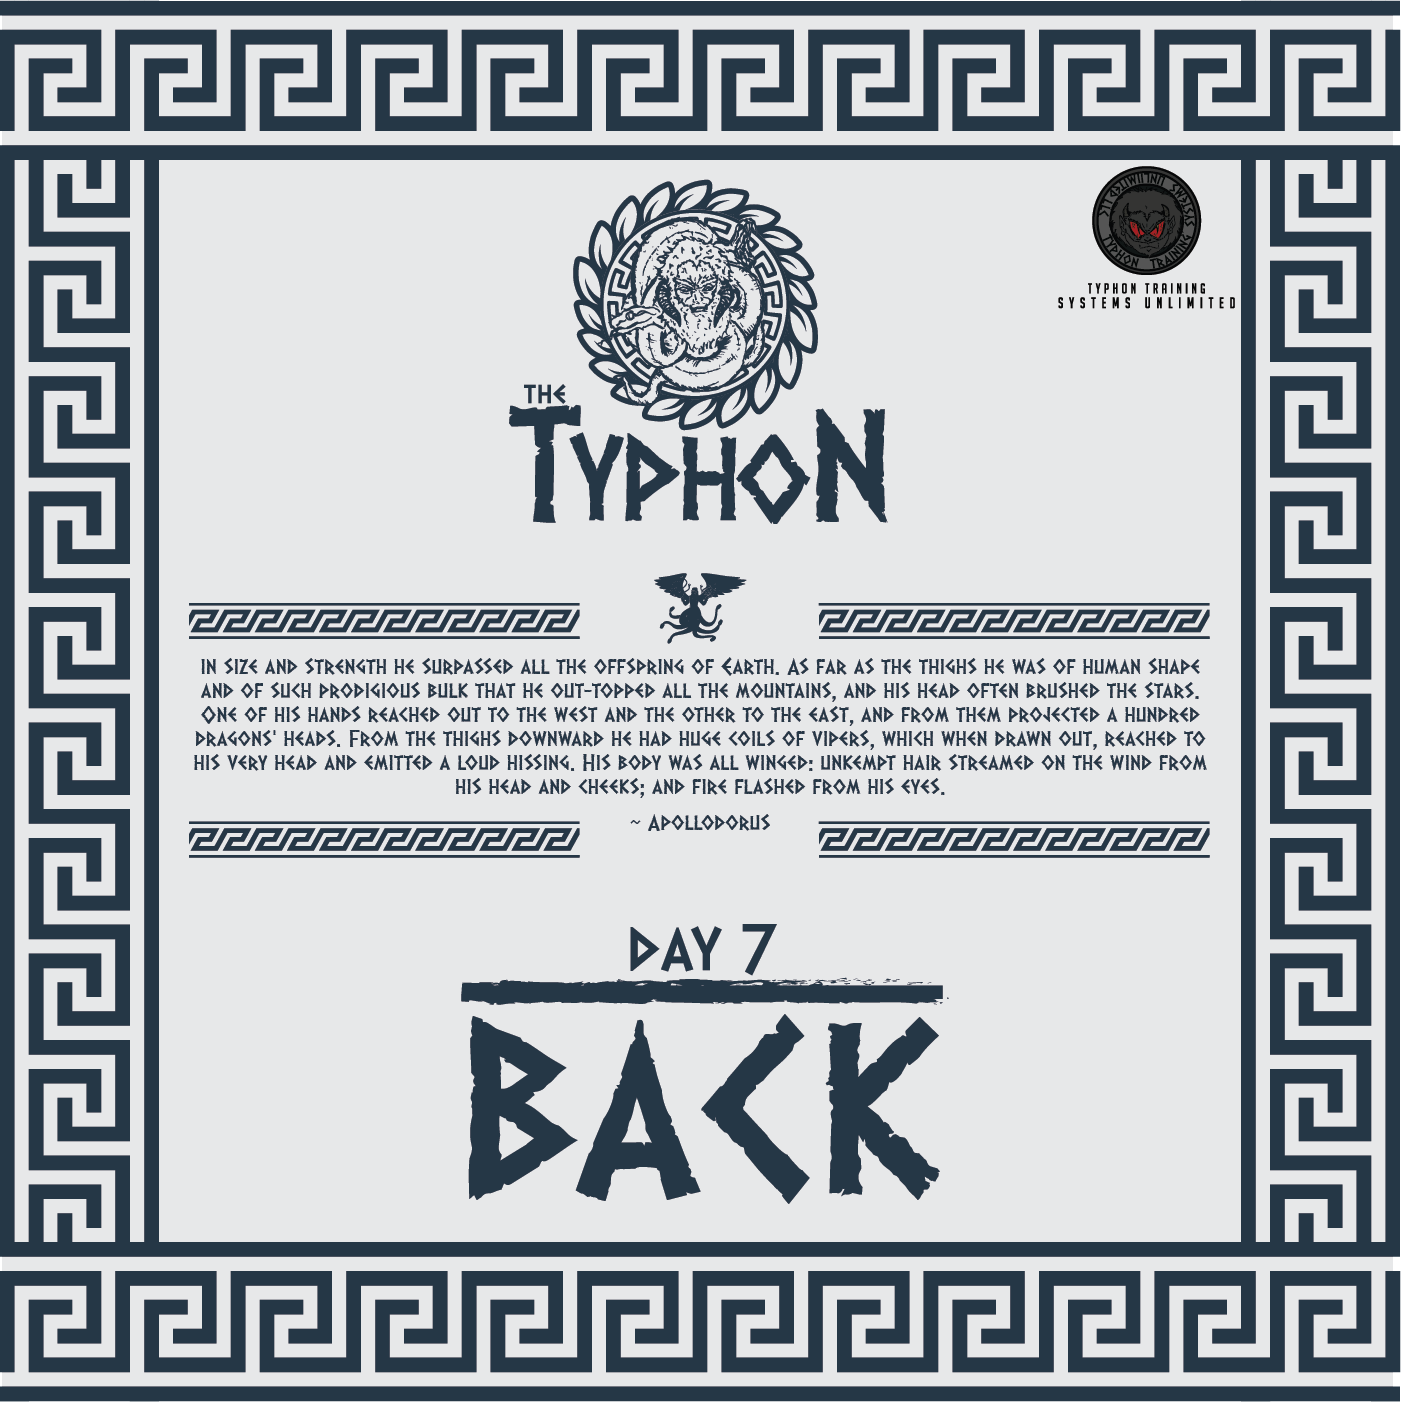 TYPHON TRAINING SYSTEMS UNLIMITED LLC
TYPHON TRAINING
SYSTEMS UNLIMITED
THE
TYPHON
IN SIZE AND STRENGTH HE SURPASSED ALL THE OFFSPRING OF EARTH. AS FAR AS THE THIGHS HE WAS OF HUMAN SHAPE
AND OF SUCH PRODIGIOUS BULK THAT HE OUT-TOPPED ALL THE MOUNTAINS, AND HIS HEAD OFTEN BRUSHED THE STARS.
ONE OF HIS HANDS REACHED OUT TO THE WEST AND THE OTHER TO THE EAST, AND FROM THEM PROJECTED A HUNDRED
DRAGONS' HEADS. FROM THE THIGHS DOWNWARD HE HAD HUGE COILS OF VIPERS, WHICH WHEN DRAWN OUT, REACHED TO
HIS VERY HEAD AND EMITTED A LOUD HISSING. HIS BODY WAS ALL WINGED: UNKEMPT HAIR STREAMED ON THE WIND FROM
HIS HEAD AND CHEEKS; AND FIRE FLASHED FROM HIS EYES.
~ APOLLODORUS
DAY 7
BACK